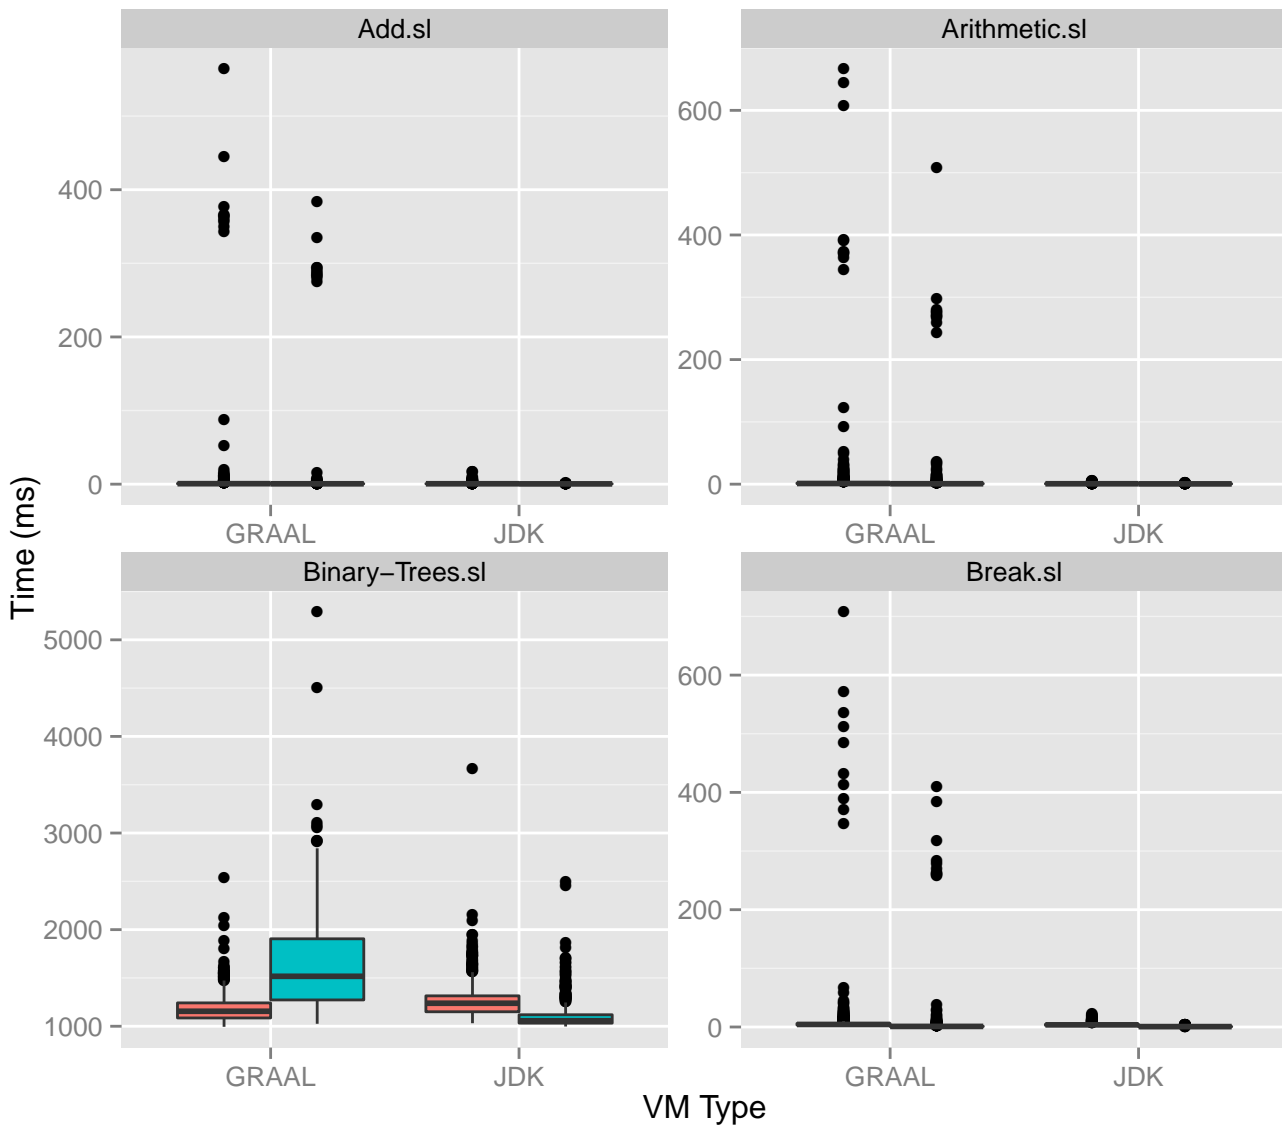 Add.sl
Arithmetic.sl
400
200
0
600
400
200
0
GRAAL
JDK
GRAAL
JDK
Time (ms)
Binary−Trees.sl
Break.sl
5000
4000
3000
2000
1000
600
400
200
0
GRAAL
JDK
GRAAL
JDK
VM Type